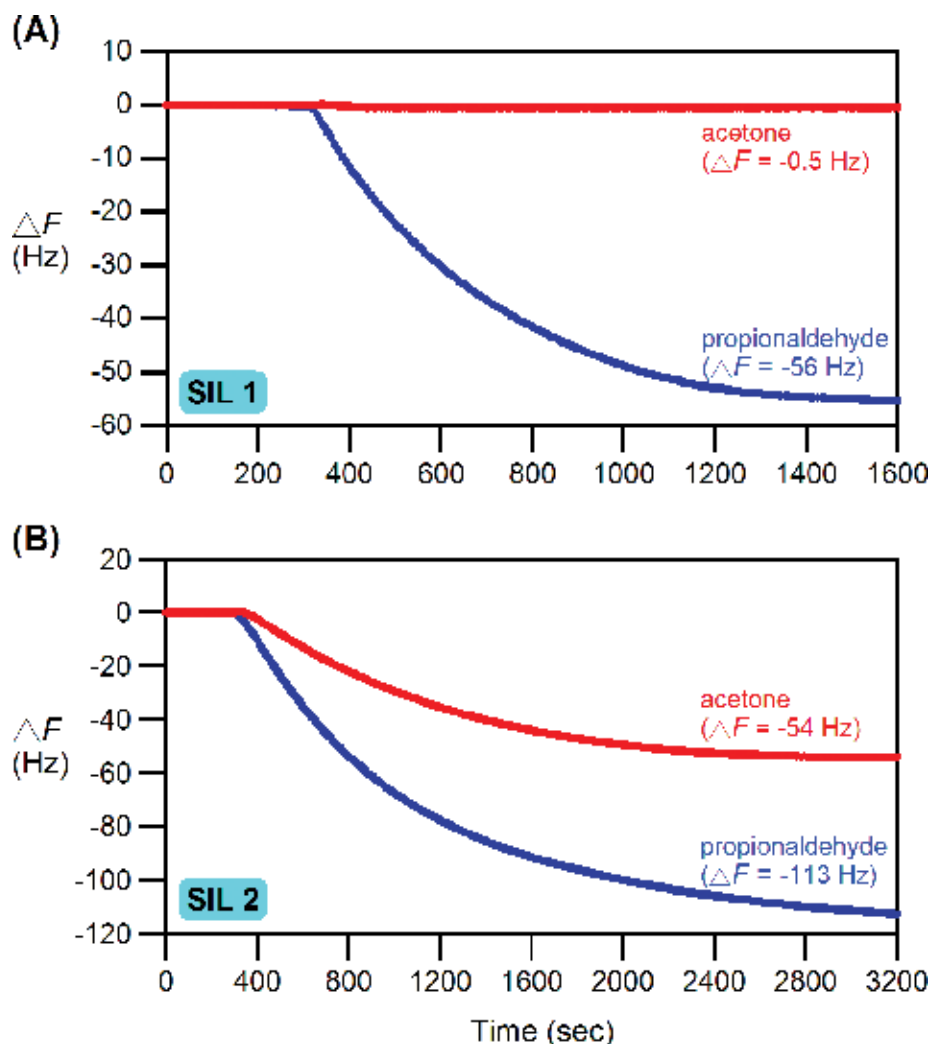 (A)
10
0
-10
-20
-30
-40
-50
-60
△F
(Hz)
acetone
(△F = -0.5 Hz)
propionaldehyde
(△F = -56 Hz)
SIL 1
0 200 400 600 800 1000 1200 1400 1600
(B)
20
0
-20
-40
-60
-80
-100
-120
△F
(Hz)
acetone
(△F = -54 Hz)
propionaldehyde
(△F = -113 Hz)
SIL 2
0 400 800 1200 1600 2000 2400 2800 3200
Time (sec)